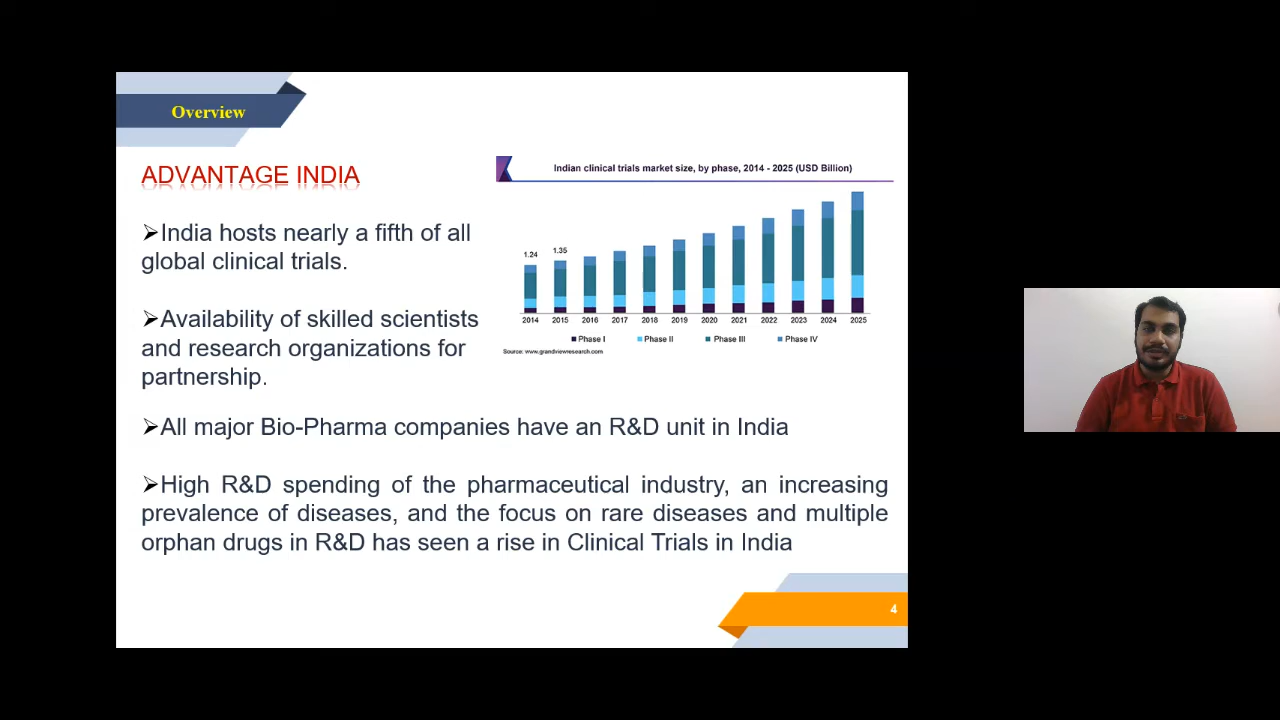 Overview
ADVANTAGE INDIA
➢India hosts nearly a fifth of all
global clinical trials.
➢Availability of skilled scientists
and research organizations for
partnership.
Indian clinical trials market size, by phase, 2014 - 2025 (USD Billion)
1.24
1.35
2014 2015 2016 2017 2018 2019 2020 2021 2022 2023 2024 2025
Phase I Phase II Phase III Phase IV
Source: www.grandviewresearch.com
➢All major Bio-Pharma companies have an R&D unit in India
➢High R&D spending of the pharmaceutical industry, an increasing
prevalence of diseases, and the focus on rare diseases and multiple
orphan drugs in R&D has seen a rise in Clinical Trials in India
4